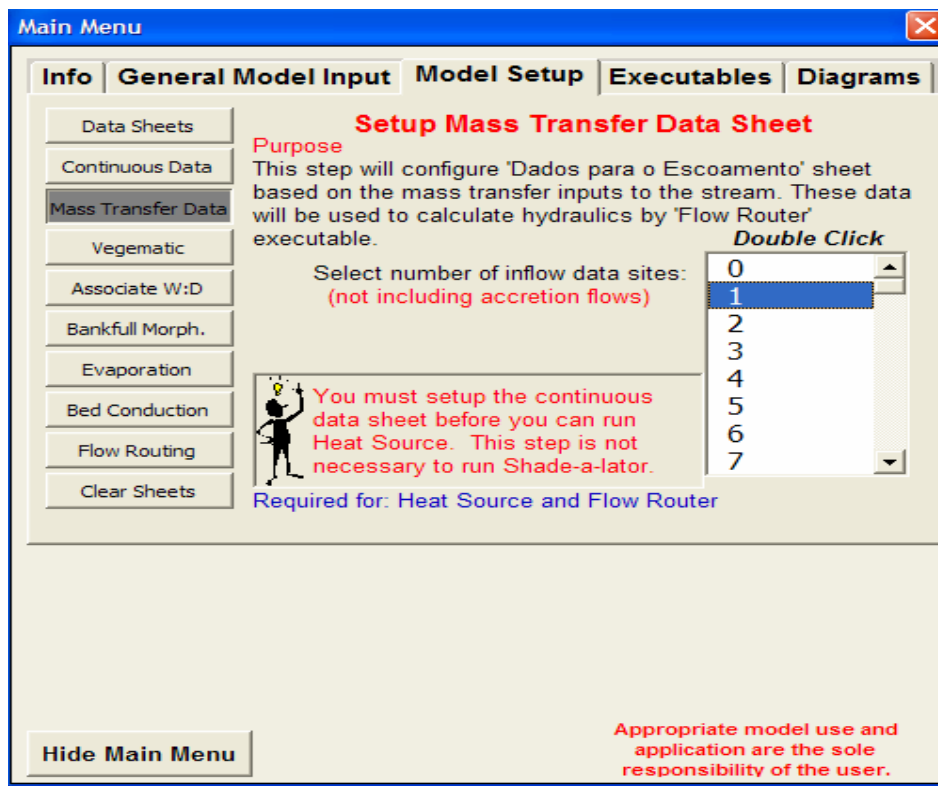 Main Menu
Info General Model Input Model Setup Executables Diagrams
Data Sheets
Continuous Data
Mass Transfer Data
Vegematic
Associate W:D
Bankfull Morph.
Evaporation
Bed Conduction
Flow Routing
Clear Sheets
Setup Mass Transfer Data Sheet
Purpose
This step will configure 'Dados para o Escoamento' sheet
based on the mass transfer inputs to the stream. These data
will be used to calculate hydraulics by 'Flow Router'
executable.
Double Click
Select number of inflow data sites:
(not including accretion flows)
0
1
2
3
4
5
6
7
You must setup the continuous
data sheet before you can run
Heat Source. This step is not
necessary to run Shade-a-lator.
Required for: Heat Source and Flow Router
Hide Main Menu
Appropriate model use and
application are the sole
responsibility of the user.